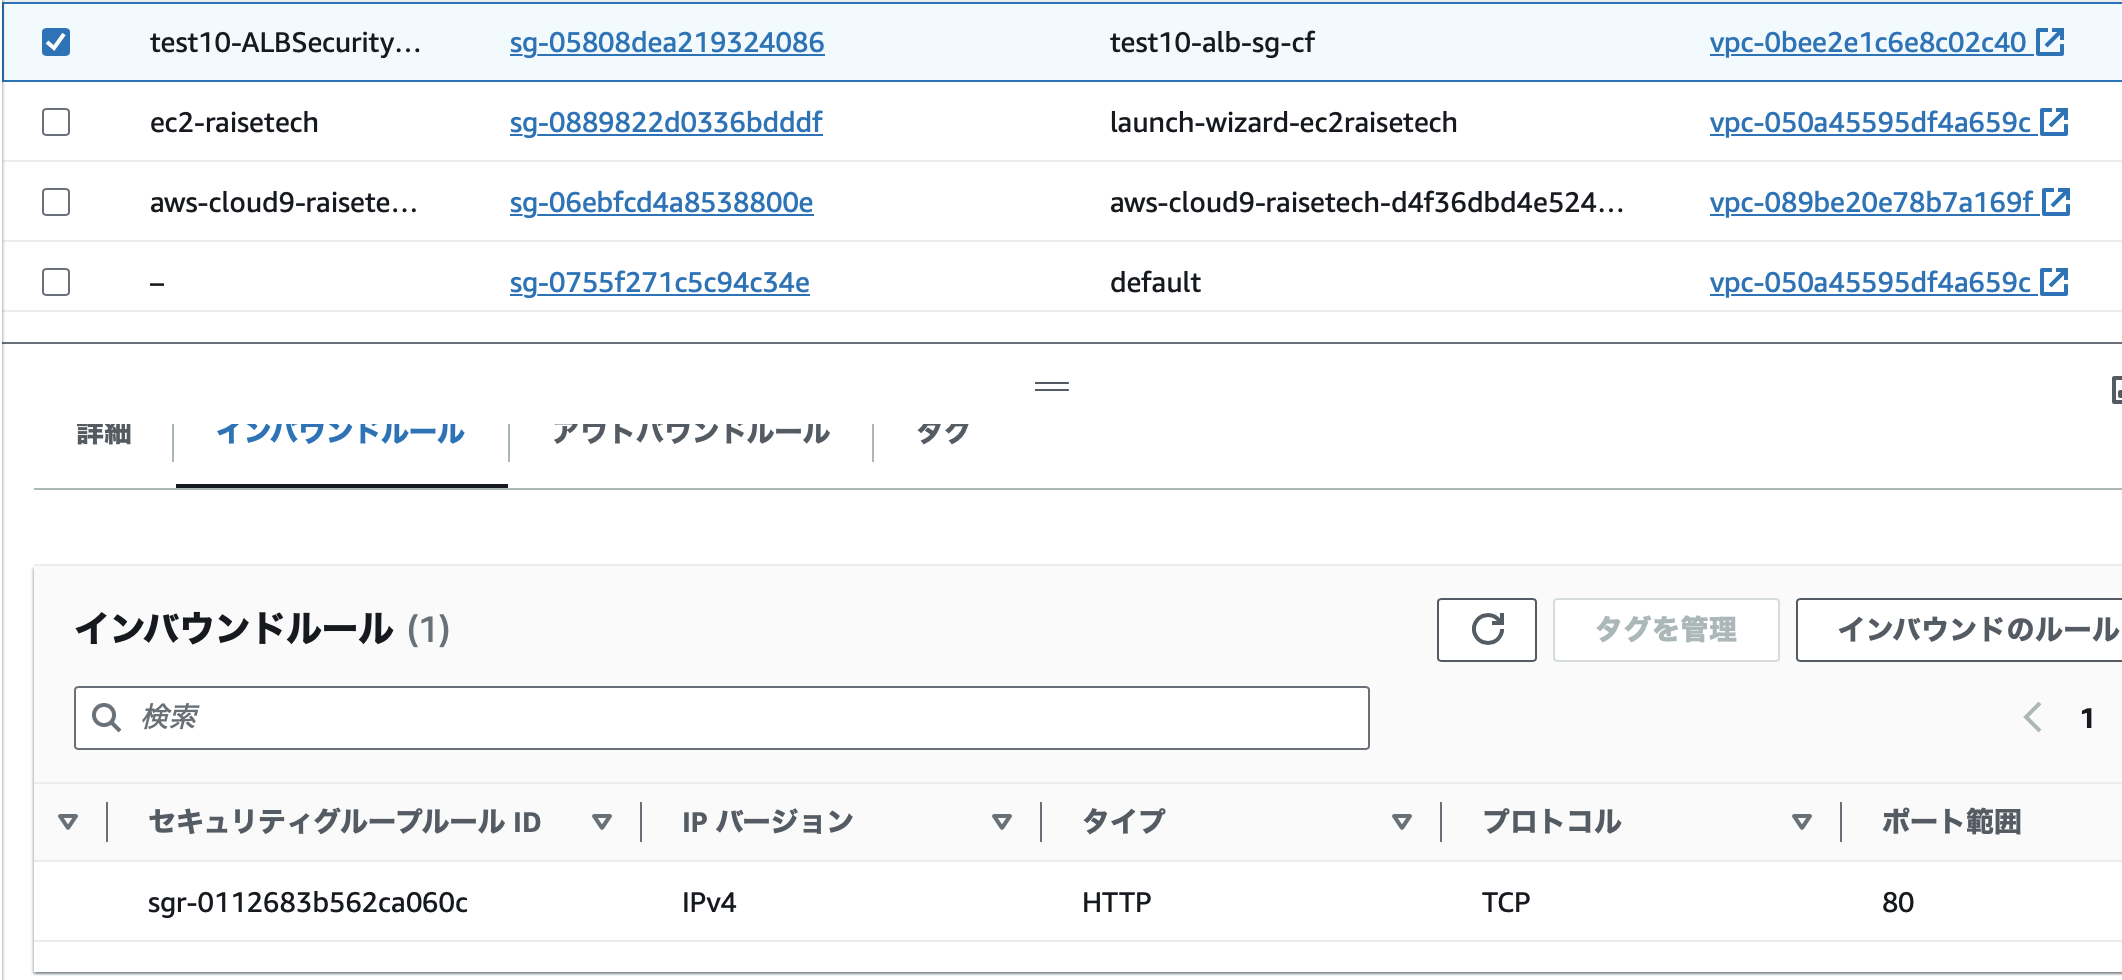 test10-ALBSecurity… sg-05808dea219324086 test10-alb-sg-cf vpc-0bee2e1c6e8c02c40
ec2-raisetech sg-0889822d0336bdddf launch-wizard-ec2raisetech vpc-050a45595df4a659c
aws-cloud9-raisete… sg-06ebfcd4a8538800e aws-cloud9-raisetech-d4f36dbd4e524… vpc-089be20e78b7a169f
– sg-0755f271c5c94c34e default vpc-050a45595df4a659c
詳細 インバウンドルール アウトバウンドルール タグ
インバウンドルール (1) タグを管理 インバウンドのルール
検索 1
セキュリティグループルール ID IP バージョン タイプ プロトコル ポート範囲
sgr-0112683b562ca060c IPv4 HTTP TCP 80